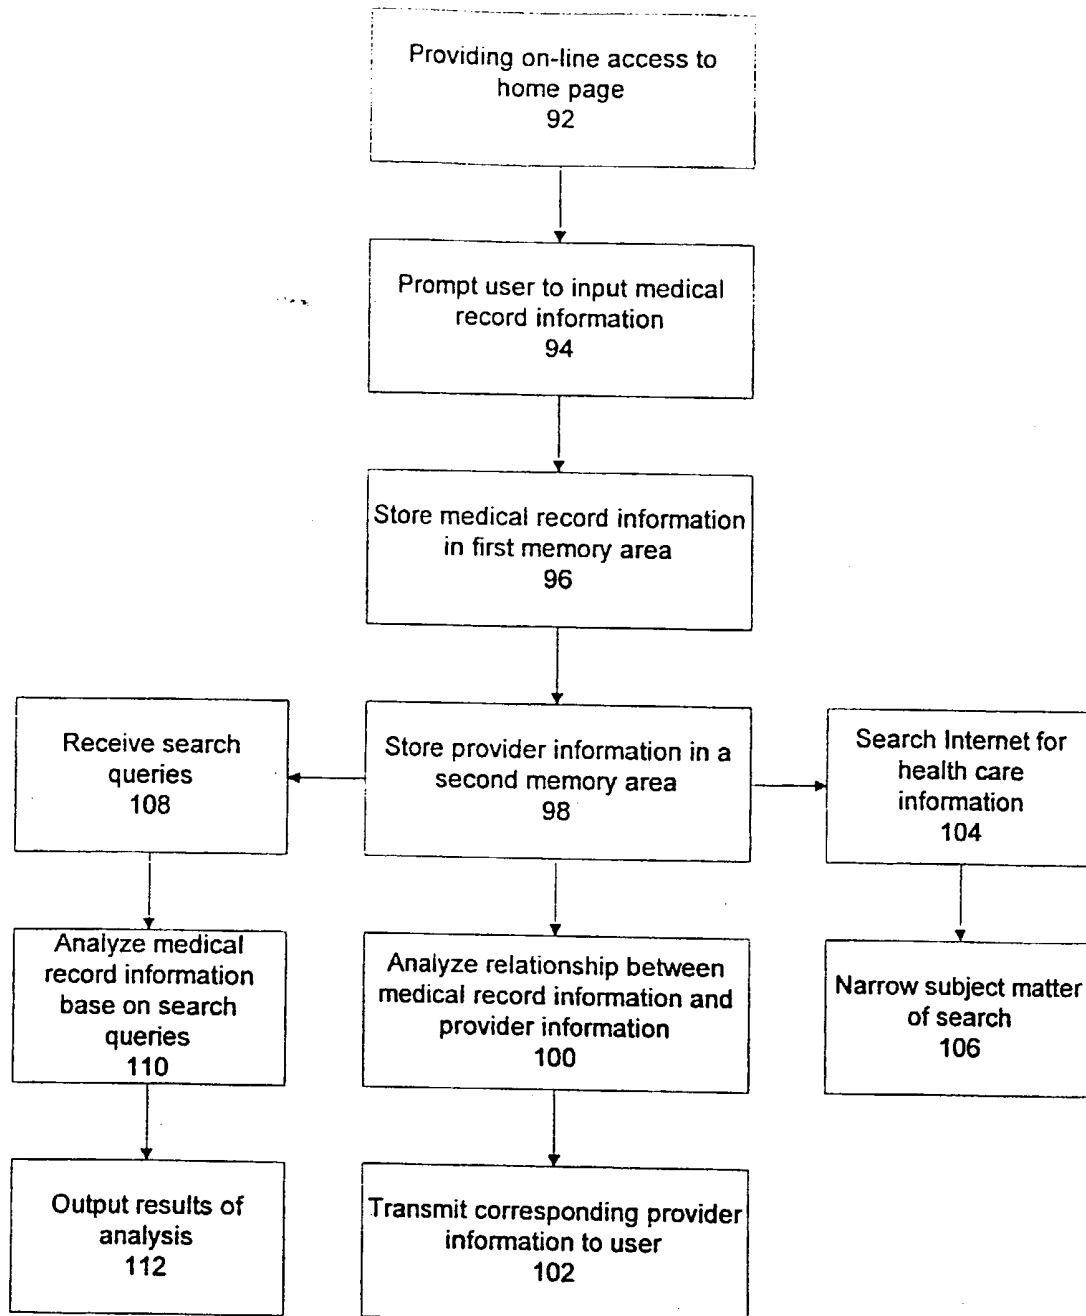 Providing on-line access to
home page
92
Prompt user to input medical
record information
94
Store medical record information
in first memory area
96
Receive search
queries
108
Store provider information in a
second memory area
98
Search Internet for
health care
information
104
Analyze medical
record information
base on search
queries
110
Analyze relationship between
medical record information and
provider information
100
Narrow subject matter
of search
106
Output results of
analysis
112
Transmit corresponding provider
information to user
102